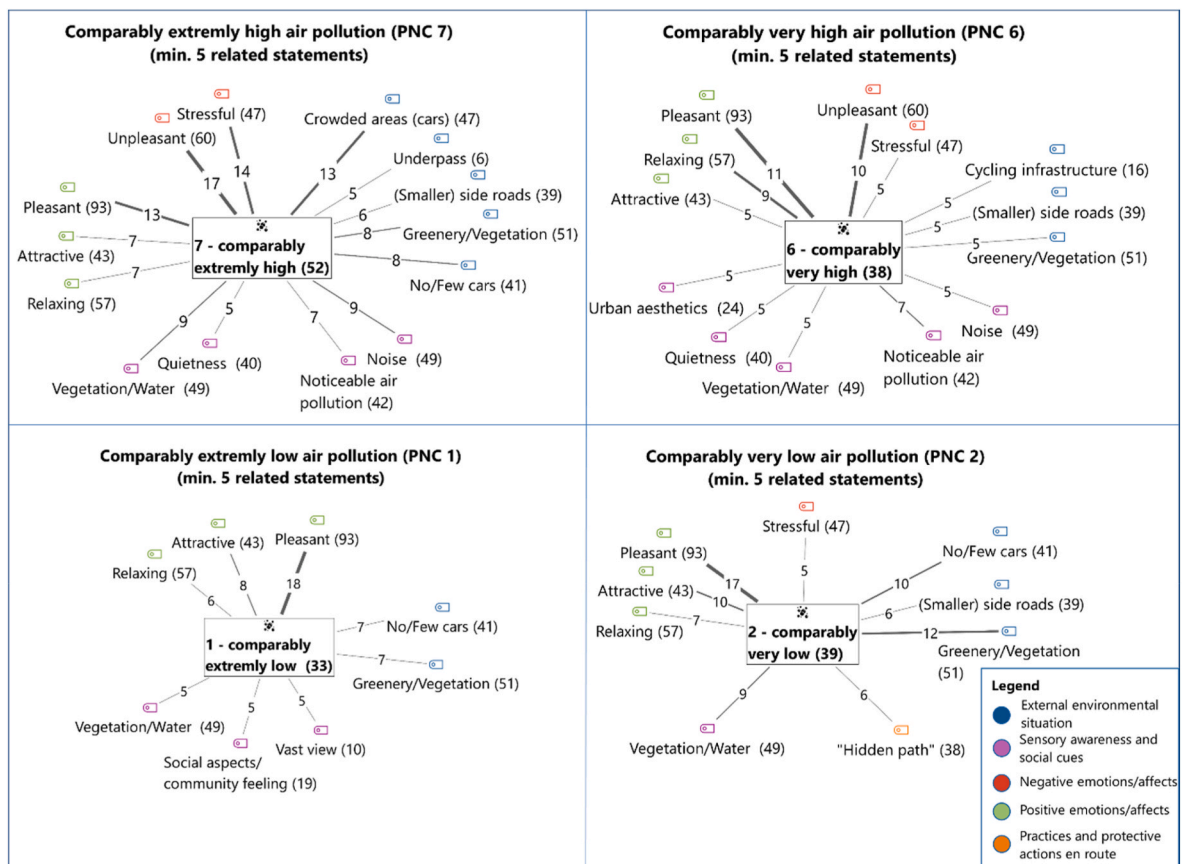 Comparably extremly high air pollution (PNC 7)
(min. 5 related statements)
Stressful (47)
Unpleasant (60)
Crowded areas (cars) (47)
Underpass (6)
(Smaller) side roads (39)
Pleasant (93)
Greenery/Vegetation (51)
Attractive (43)
No/Few cars (41)
Relaxing (57)
14
17
13
5
6
13
8
7
8
7
7 - comparably
extremly high (52)
9
5
7
9
Noise (49)
Quietness (40)
Noticeable air
pollution (42)
Vegetation/Water (49)
Comparably very high air pollution (PNC 6)
(min. 5 related statements)
Pleasant (93)
Unpleasant (60)
Stressful (47)
Relaxing (57)
Cycling infrastructure (16)
Attractive (43)
(Smaller) side roads (39)
Greenery/Vegetation (51)
11
10
9
5
5
5
5
5
6 - comparably
very high (38)
5
5
5
7
5
Urban aesthetics (24)
Noise (49)
Quietness (40)
Noticeable air
pollution (42)
Vegetation/Water (49)
Comparably extremly low air pollution (PNC 1)
(min. 5 related statements)
Attractive (43)
Pleasant (93)
Relaxing (57)
No/Few cars (41)
Greenery/Vegetation (51)
18
8
6
7
7
1 - comparably
extremly low (33)
5
5
5
Vegetation/Water (49)
Vast view (10)
Social aspects/
community feeling (19)
Comparably very low air pollution (PNC 2)
(min. 5 related statements)
Stressful (47)
Pleasant (93)
No/Few cars (41)
Attractive (43)
(Smaller) side roads (39)
Relaxing (57)
Greenery/Vegetation
(51)
5
17
10
10
6
7
12
2 - comparably
very low (39)
9
6
Vegetation/Water (49)
"Hidden path" (38)
Legend
External environmental
situation
Sensory awareness and
social cues
Negative emotions/affects
Positive emotions/affects
Practices and protective
actions en route